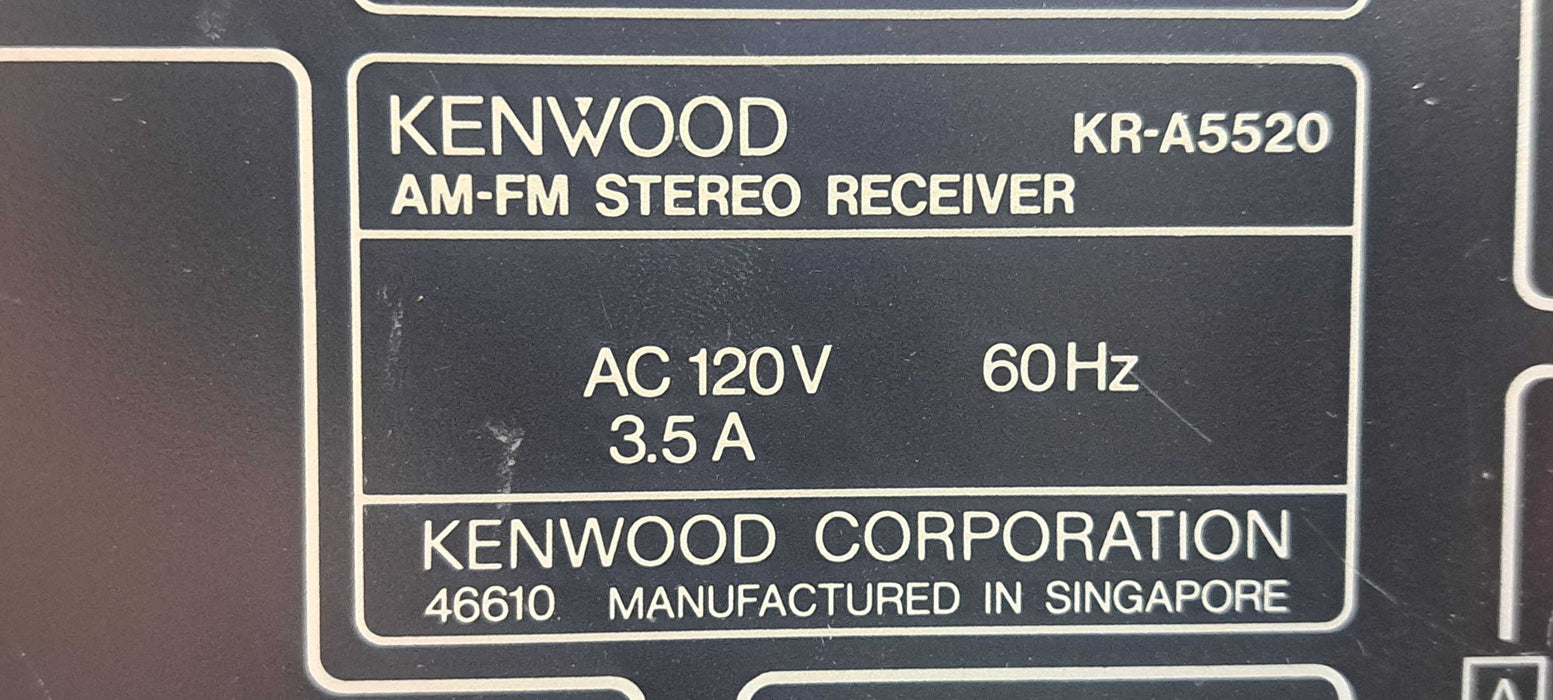 KENWOOD KR-A5520
AM-FM STEREO RECEIVER
AC 120V 60Hz
3.5 A
KENWOOD CORPORATION
46610 MANUFACTURED IN SINGAPORE
A